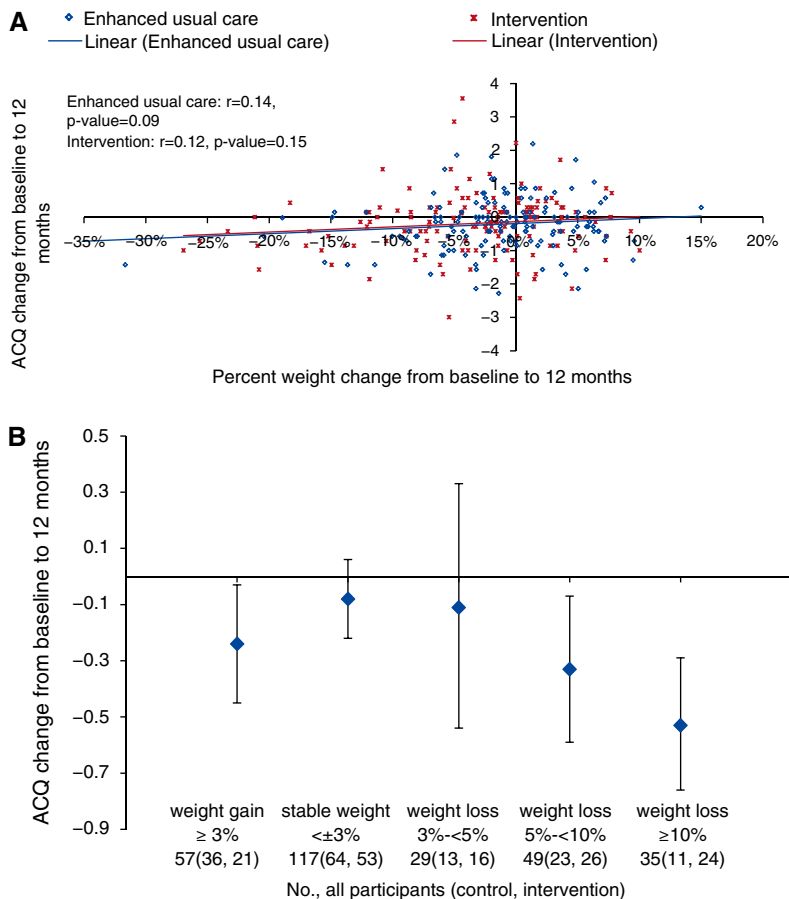 A
Enhanced usual care
Intervention
Linear (Enhanced usual care)
Linear (Intervention)
Enhanced usual care: r=0.14,
p-value=0.09
Intervention: r=0.12, p-value=0.15
ACQ change from baseline to 12
months
4
3
2
1
0
−1
−2
−3
−4
−35%
−30%
−25%
−20%
−15%
−10%
−5%
0%
5%
10%
15%
20%
Percent weight change from baseline to 12 months
B
ACQ change from baseline to 12 months
0.5
0.3
0.1
−0.1
−0.3
−0.5
−0.7
−0.9
weight gain
≥ 3%
57(36, 21)
stable weight
<±3%
117(64, 53)
weight loss
3%-<5%
29(13, 16)
weight loss
5%-<10%
49(23, 26)
weight loss
≥10%
35(11, 24)
No., all participants (control, intervention)